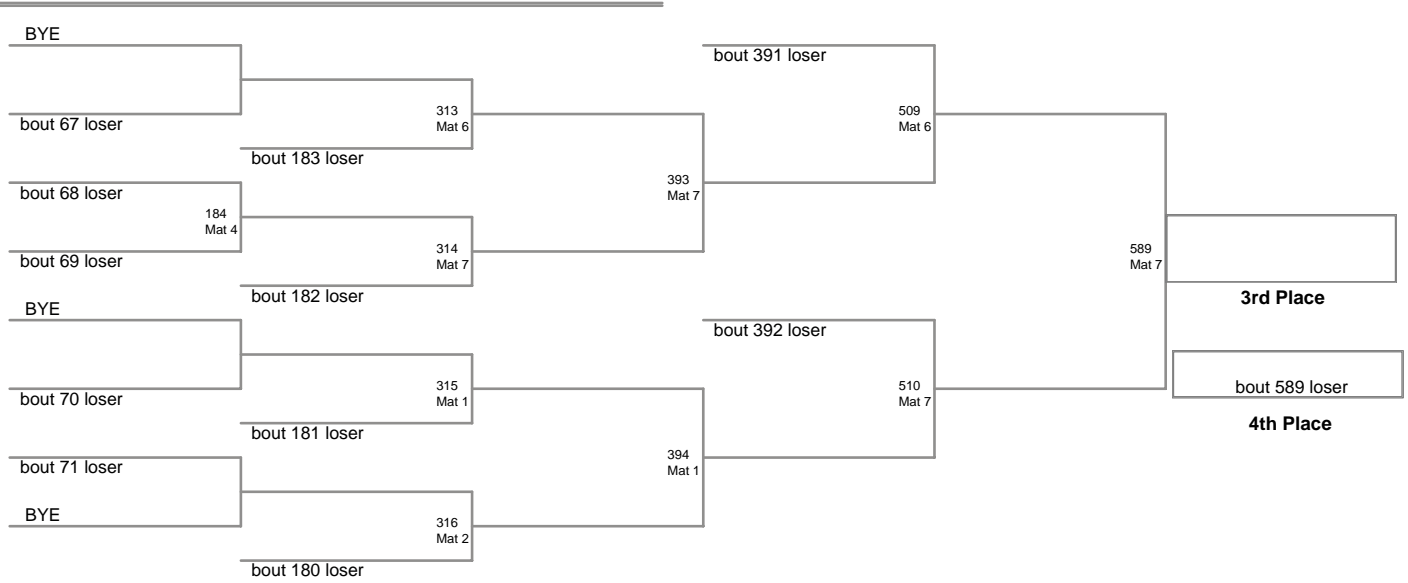 BYE
bout 391 loser
bout 67 loser
313
Mat 6
509
Mat 6
bout 183 loser
bout 68 loser
393
Mat 7
184
Mat 4
bout 69 loser
314
Mat 7
589
Mat 7
bout 182 loser
3rd Place
BYE
bout 392 loser
bout 70 loser
315
Mat 1
510
Mat 7
bout 589 loser
bout 181 loser
4th Place
bout 71 loser
394
Mat 1
BYE
316
Mat 2
bout 180 loser